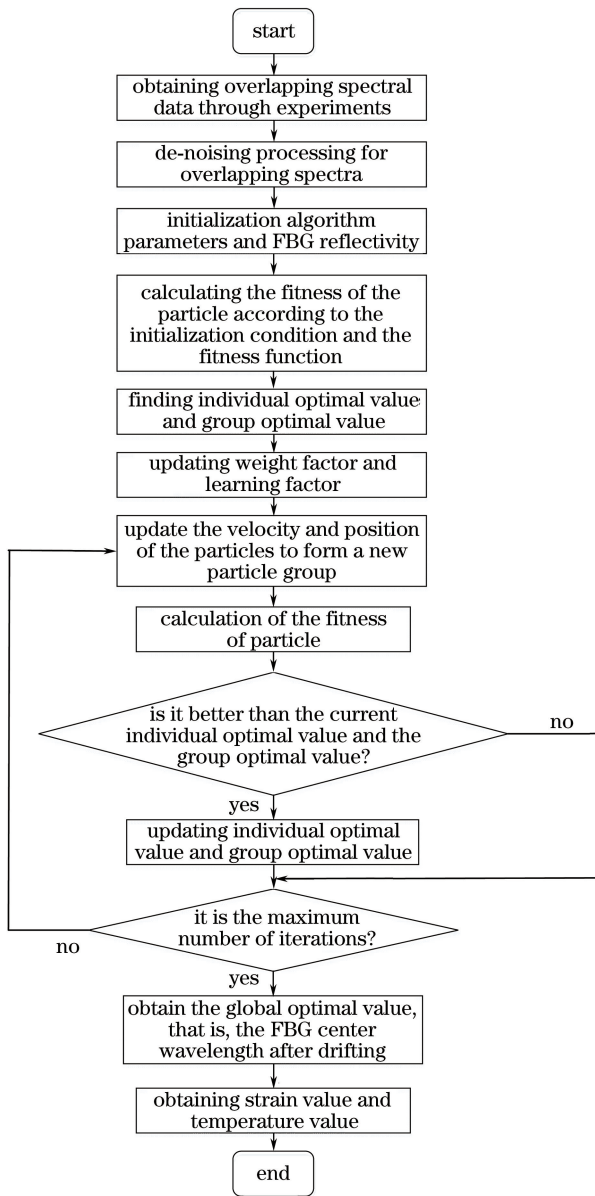 start
obtaining overlapping spectral
data through experiments
de-noising processing for
overlapping spectra
initialization algorithm
parameters and FBG reflectivity
calculating the fitness of the
particle according to the
initialization condition and the
fitness function
finding individual optimal value
and group optimal value
updating weight factor and
learning factor
update the velocity and position
of the particles to form a new
particle group
calculation of the fitness
of particle
is it better than the current
individual optimal value and the
group optimal value?
no
yes
updating individual optimal
value and group optimal value
it is the maximum
number of iterations?
no
yes
obtain the global optimal value,
that is, the FBG center
wavelength after drifting
obtaining strain value and
temperature value
end